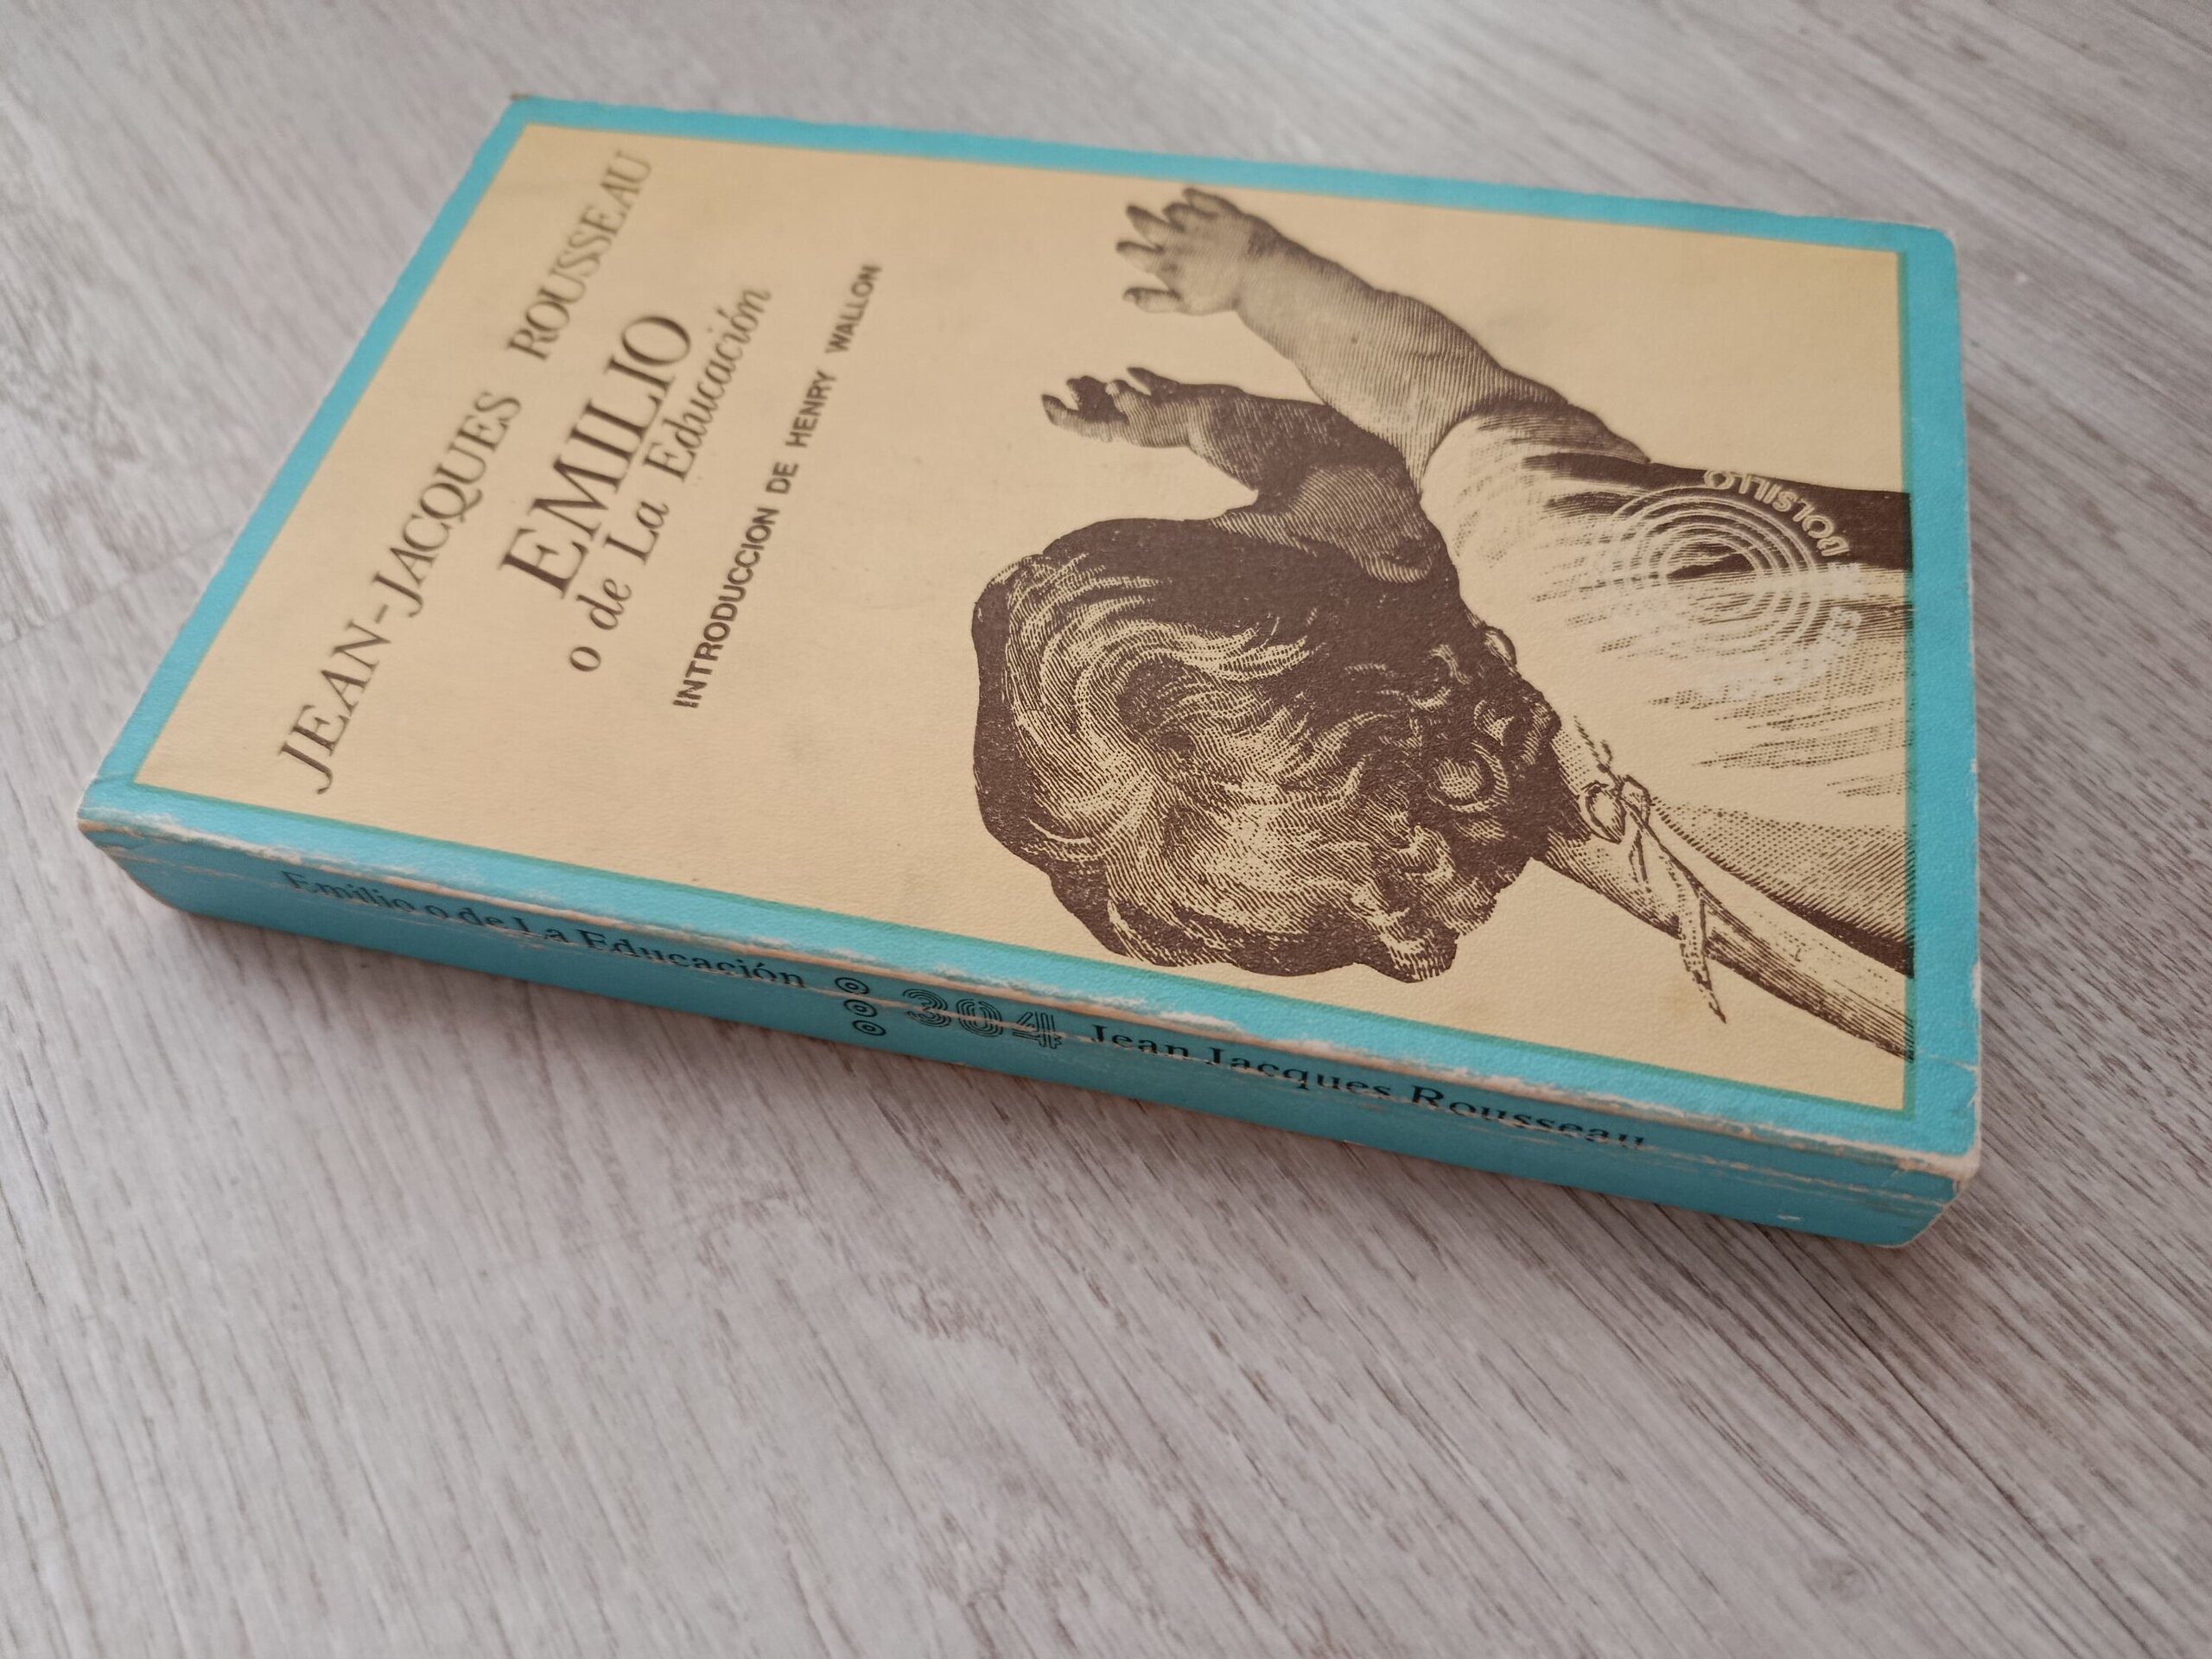 JEAN-JACQUES ROUSSEAU
EMILIO
o de La Educación
INTRODUCCION DE HENRY WALLON
BOLSILLO
Emilio o de La Educación 304 Jean Jacques Rousseau